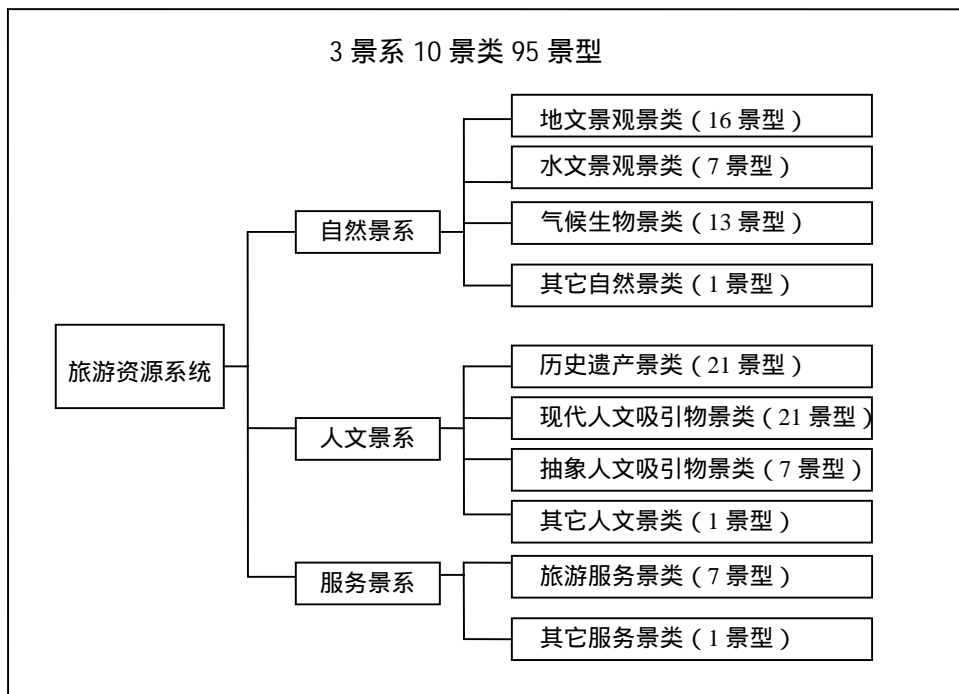 3 景系 10 景类 95 景型
地文景观景类（16 景型）
水文景观景类（7 景型）
自然景系
气候生物景类（13 景型）
其它自然景类（1 景型）
旅游资源系统
历史遗产景类（21 景型）
现代人文吸引物景类（21 景型）
人文景系
抽象人文吸引物景类（7 景型）
其它人文景类（1 景型）
服务景系
旅游服务景类（7 景型）
其它服务景类（1 景型）